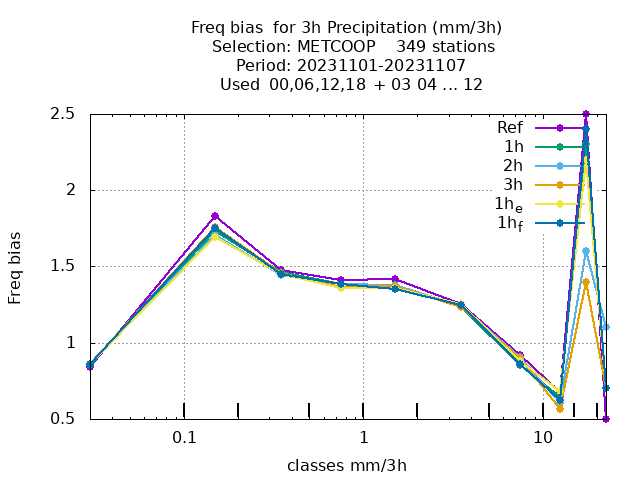 Freq bias  for 3h Precipitation (mm/3h)
Selection: METCOOP    349 stations
Period: 20231101-20231107
Used  00,06,12,18  + 03 04 ... 12
2.5
2
1.5
1
0.5
Freq bias
Ref
1h
2h
3h
1he
1hf
0.1
1
10
classes mm/3h